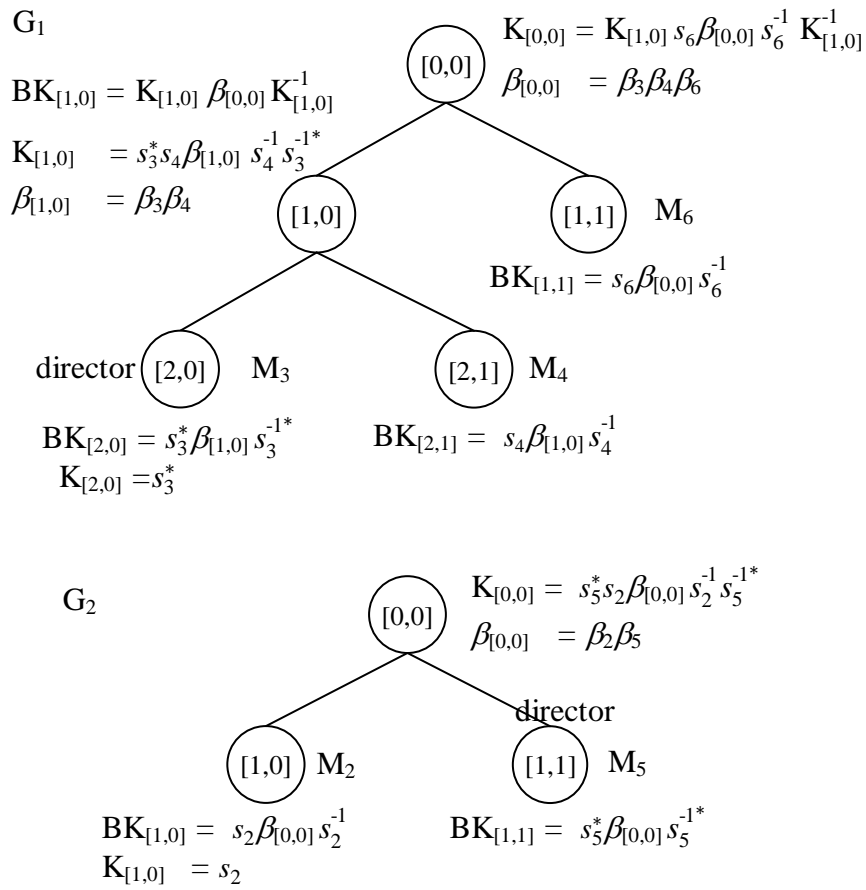 G₁
K[0,0] = K[1,0] s₆β[0,0] s₆⁻¹ K[1,0]⁻¹
[0,0]
β[0,0] = β₃β₄β₆
BK[1,0] = K[1,0] β[0,0] K[1,0]⁻¹
K[1,0] = s₃* s₄β[1,0] s₄⁻¹ s₃⁻¹*
β[1,0] = β₃β₄
[1,0]
[1,1] M₆
BK[1,1] = s₆β[0,0] s₆⁻¹
director [2,0] M₃
[2,1] M₄
BK[2,0] = s₃*β[1,0] s₃⁻¹*
BK[2,1] = s₄β[1,0] s₄⁻¹
K[2,0] = s₃*
G₂
K[0,0] = s₅* s₂β[0,0] s₂⁻¹ s₅⁻¹*
[0,0]
β[0,0] = β₂β₅
director
[1,0] M₂
[1,1] M₅
BK[1,0] = s₂β[0,0] s₂⁻¹
BK[1,1] = s₅*β[0,0] s₅⁻¹*
K[1,0] = s₂